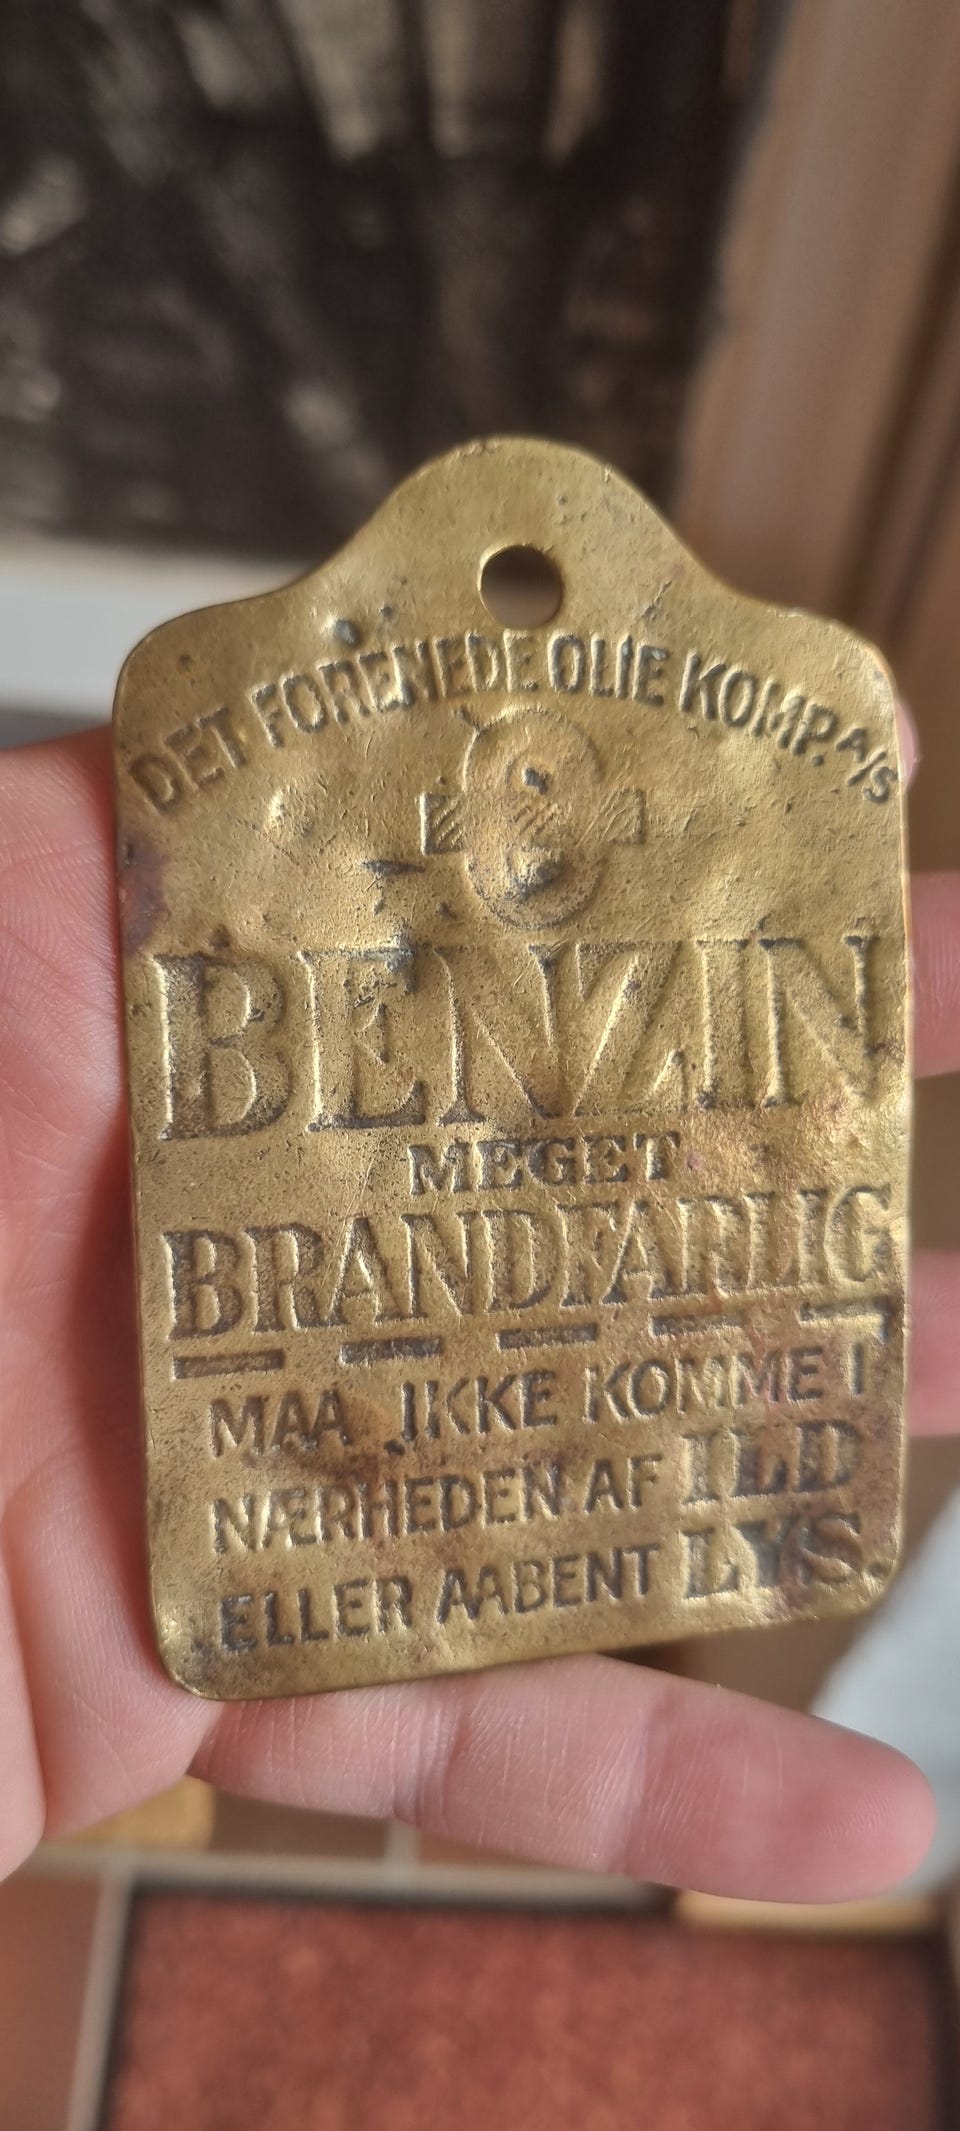 DET FORENEDE OLIE KOMP. A/S
BENZIN
MEGET
BRANDFARLIG
MAA IKKE KOMME I
NÆRHEDEN AF ILD
ELLER AABENT LYS.